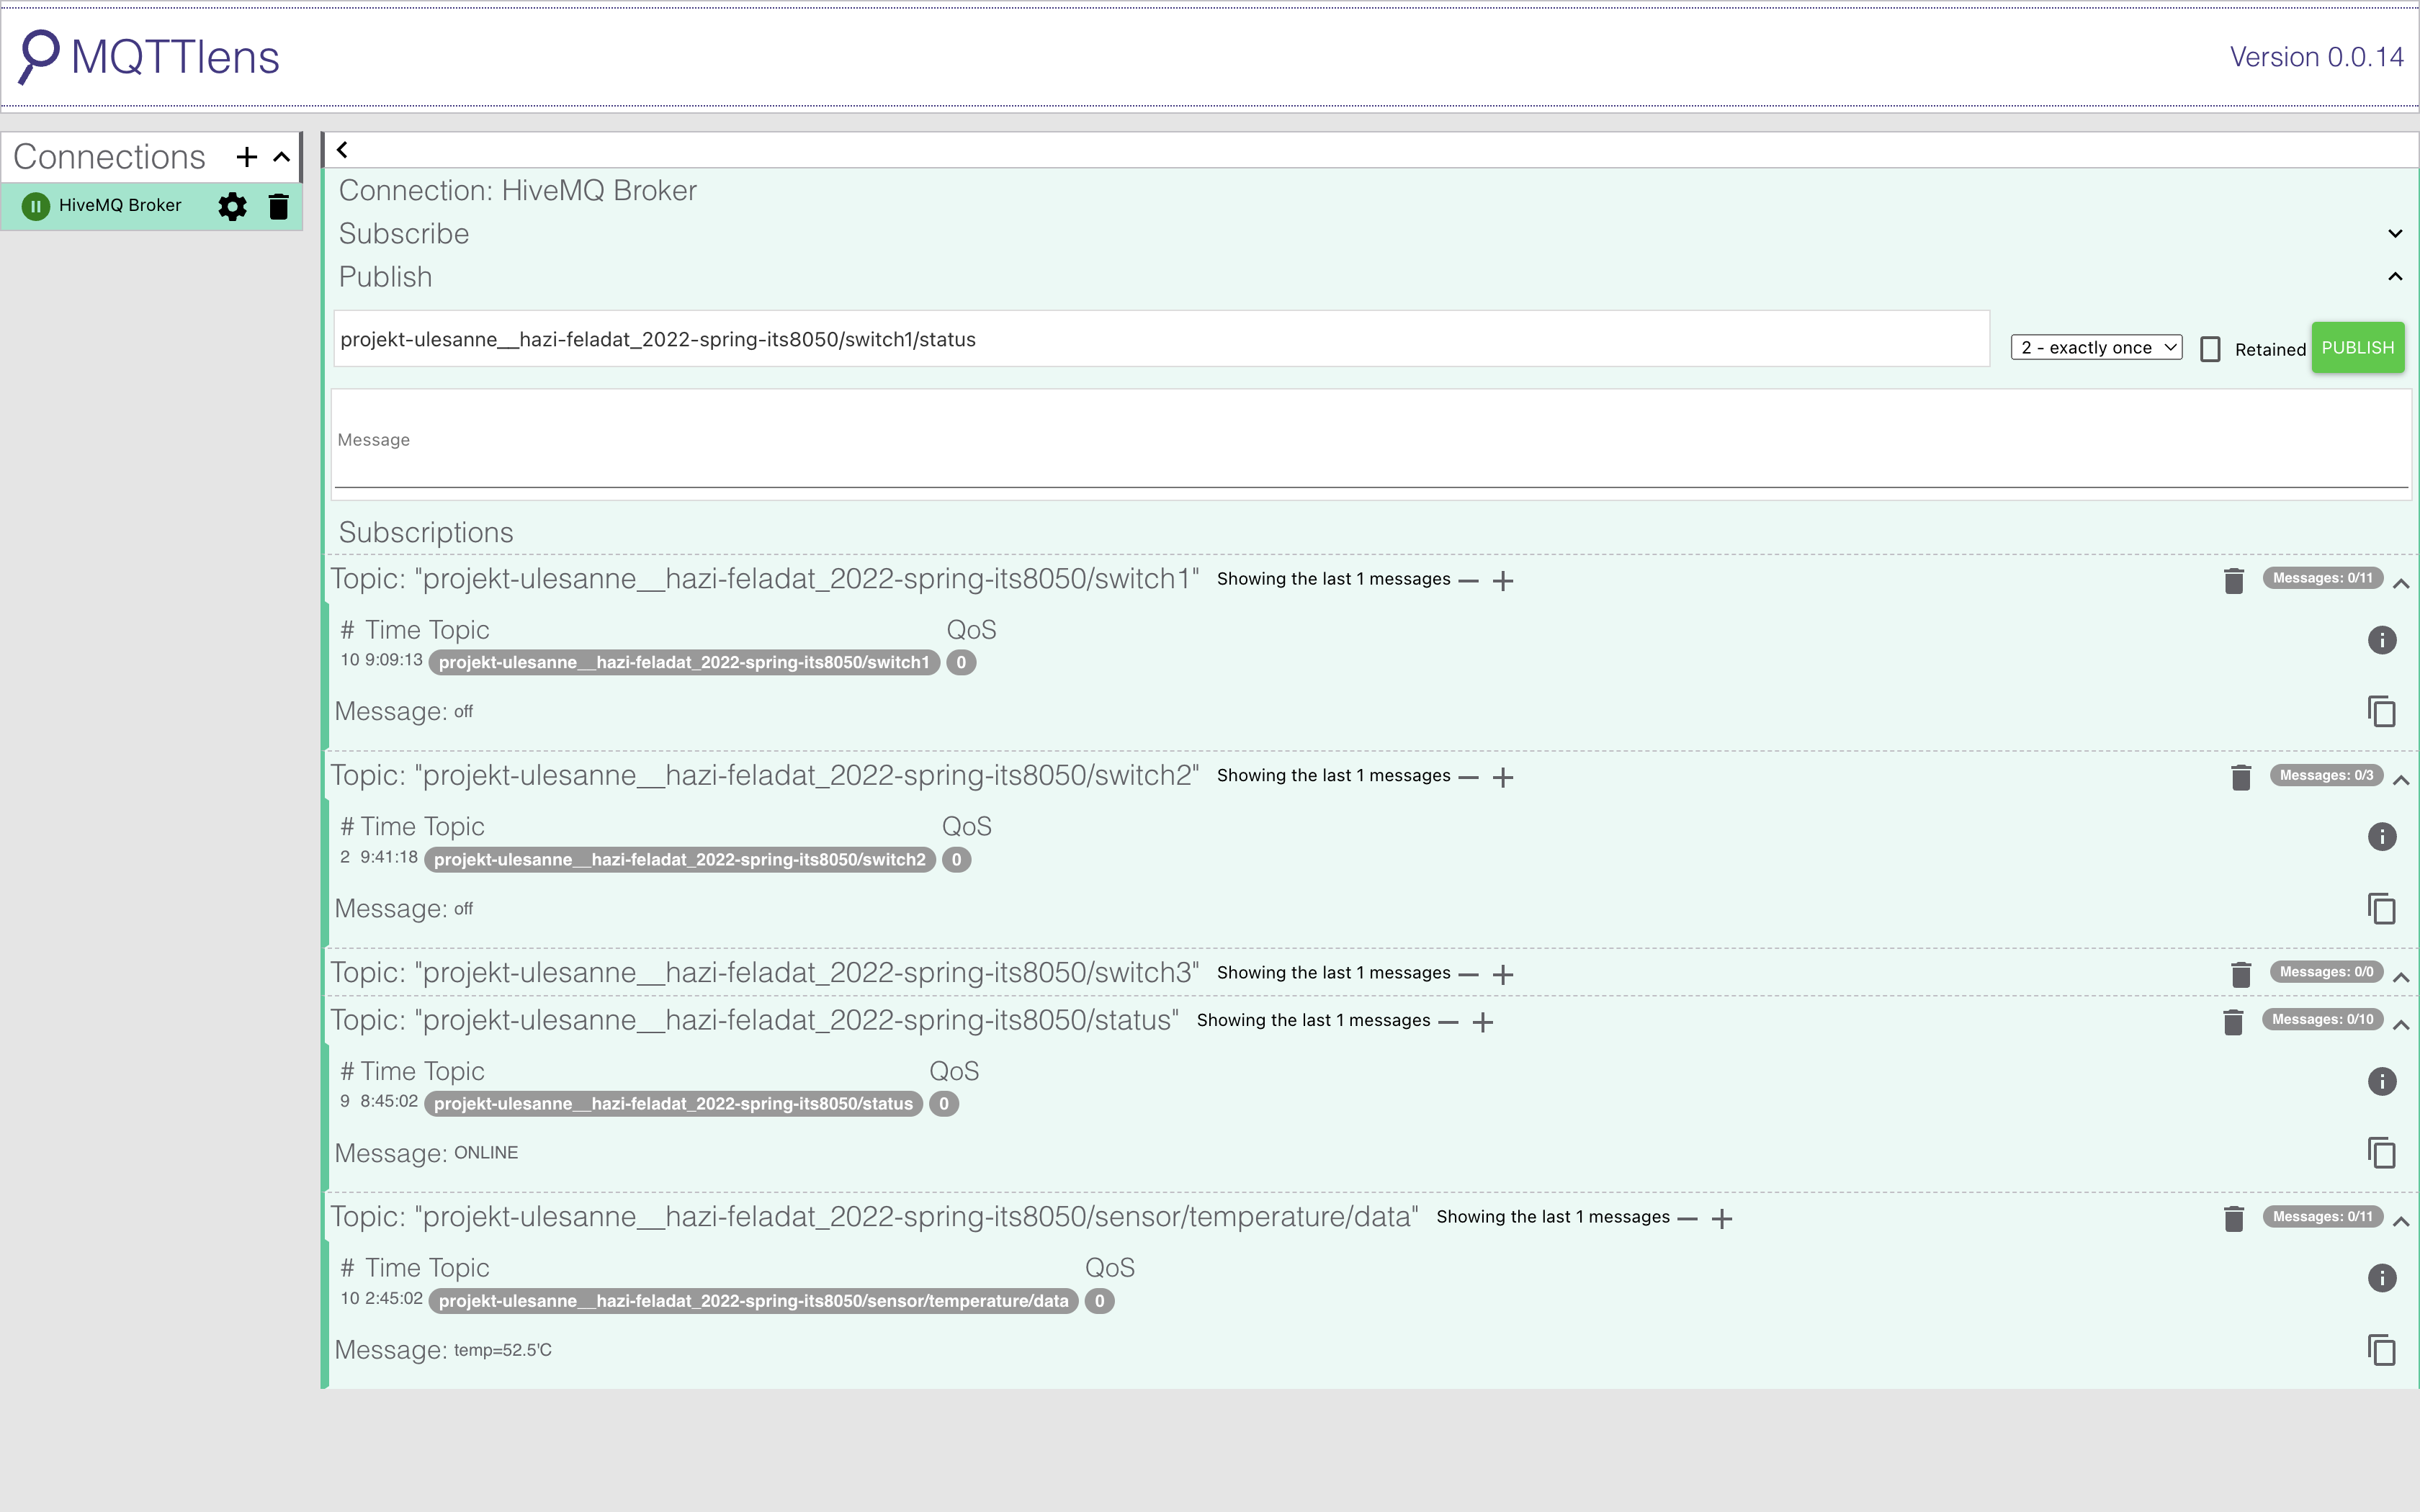 MQTTlens
Version 0.0.14
Connections
HiveMQ Broker
Connection: HiveMQ Broker
Subscribe
Publish
projekt-ulesanne__hazi-feladat_2022-spring-its8050/switch1/status
2 - exactly once
Retained
PUBLISH
Message
Subscriptions
Topic: "projekt-ulesanne__hazi-feladat_2022-spring-its8050/switch1" Showing the last 1 messages
Messages: 0/11
# Time Topic QoS
10 9:09:13 projekt-ulesanne__hazi-feladat_2022-spring-its8050/switch1 0
Message: off
Topic: "projekt-ulesanne__hazi-feladat_2022-spring-its8050/switch2" Showing the last 1 messages
Messages: 0/3
# Time Topic QoS
2 9:41:18 projekt-ulesanne__hazi-feladat_2022-spring-its8050/switch2 0
Message: off
Topic: "projekt-ulesanne__hazi-feladat_2022-spring-its8050/switch3" Showing the last 1 messages
Messages: 0/0
Topic: "projekt-ulesanne__hazi-feladat_2022-spring-its8050/status" Showing the last 1 messages
Messages: 0/10
# Time Topic QoS
9 8:45:02 projekt-ulesanne__hazi-feladat_2022-spring-its8050/status 0
Message: ONLINE
Topic: "projekt-ulesanne__hazi-feladat_2022-spring-its8050/sensor/temperature/data" Showing the last 1 messages
Messages: 0/11
# Time Topic QoS
10 2:45:02 projekt-ulesanne__hazi-feladat_2022-spring-its8050/sensor/temperature/data 0
Message: temp=52.5'C